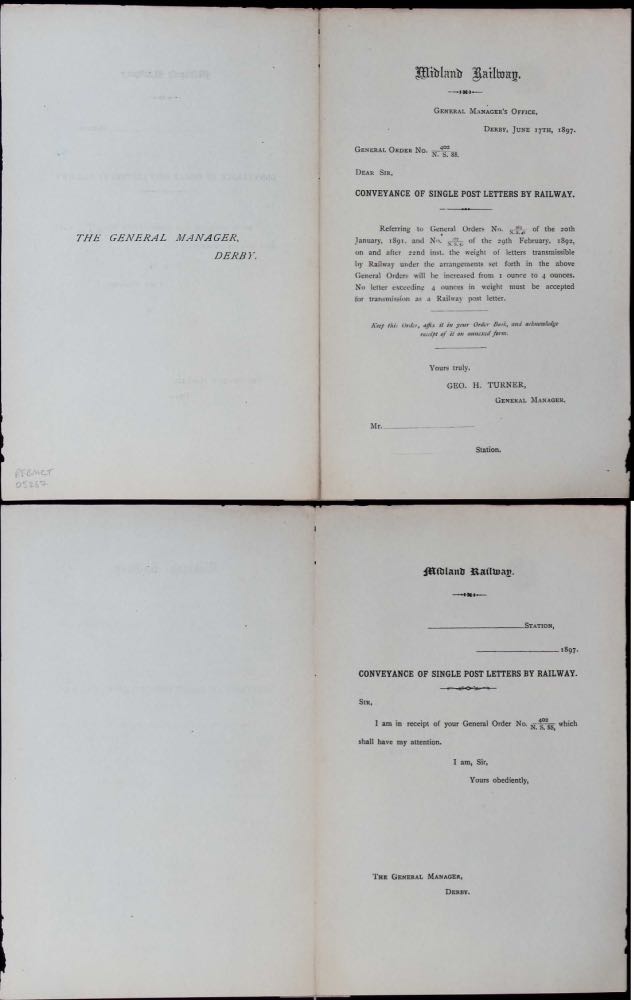 THE GENERAL MANAGER,
DERBY.
Midland Railway.
GENERAL MANAGER'S OFFICE,
DERBY, JUNE 17TH, 1897.
GENERAL ORDER No. 402 / N. S. 88.
DEAR SIR,
CONVEYANCE OF SINGLE POST LETTERS BY RAILWAY.
Referring to General Orders No. of the 20th
January, 1891, and No. of the 29th February, 1892,
on and after 22nd inst. the weight of letters transmissible
by Railway under the arrangements set forth in the above
General Orders will be increased from 1 ounce to 4 ounces.
No letter exceeding 4 ounces in weight must be accepted
for transmission as a Railway post letter.
Keep this Order, affix it in your Order Book, and acknowledge
receipt of it on annexed form.
Yours truly,
GEO. H. TURNER,
GENERAL MANAGER.
Mr.
Station.
Midland Railway.
STATION,
1897.
CONVEYANCE OF SINGLE POST LETTERS BY RAILWAY.
SIR,
I am in receipt of your General Order No. 402 / N. S. 88, which
shall have my attention.
I am, Sir,
Yours obediently,
THE GENERAL MANAGER,
DERBY.